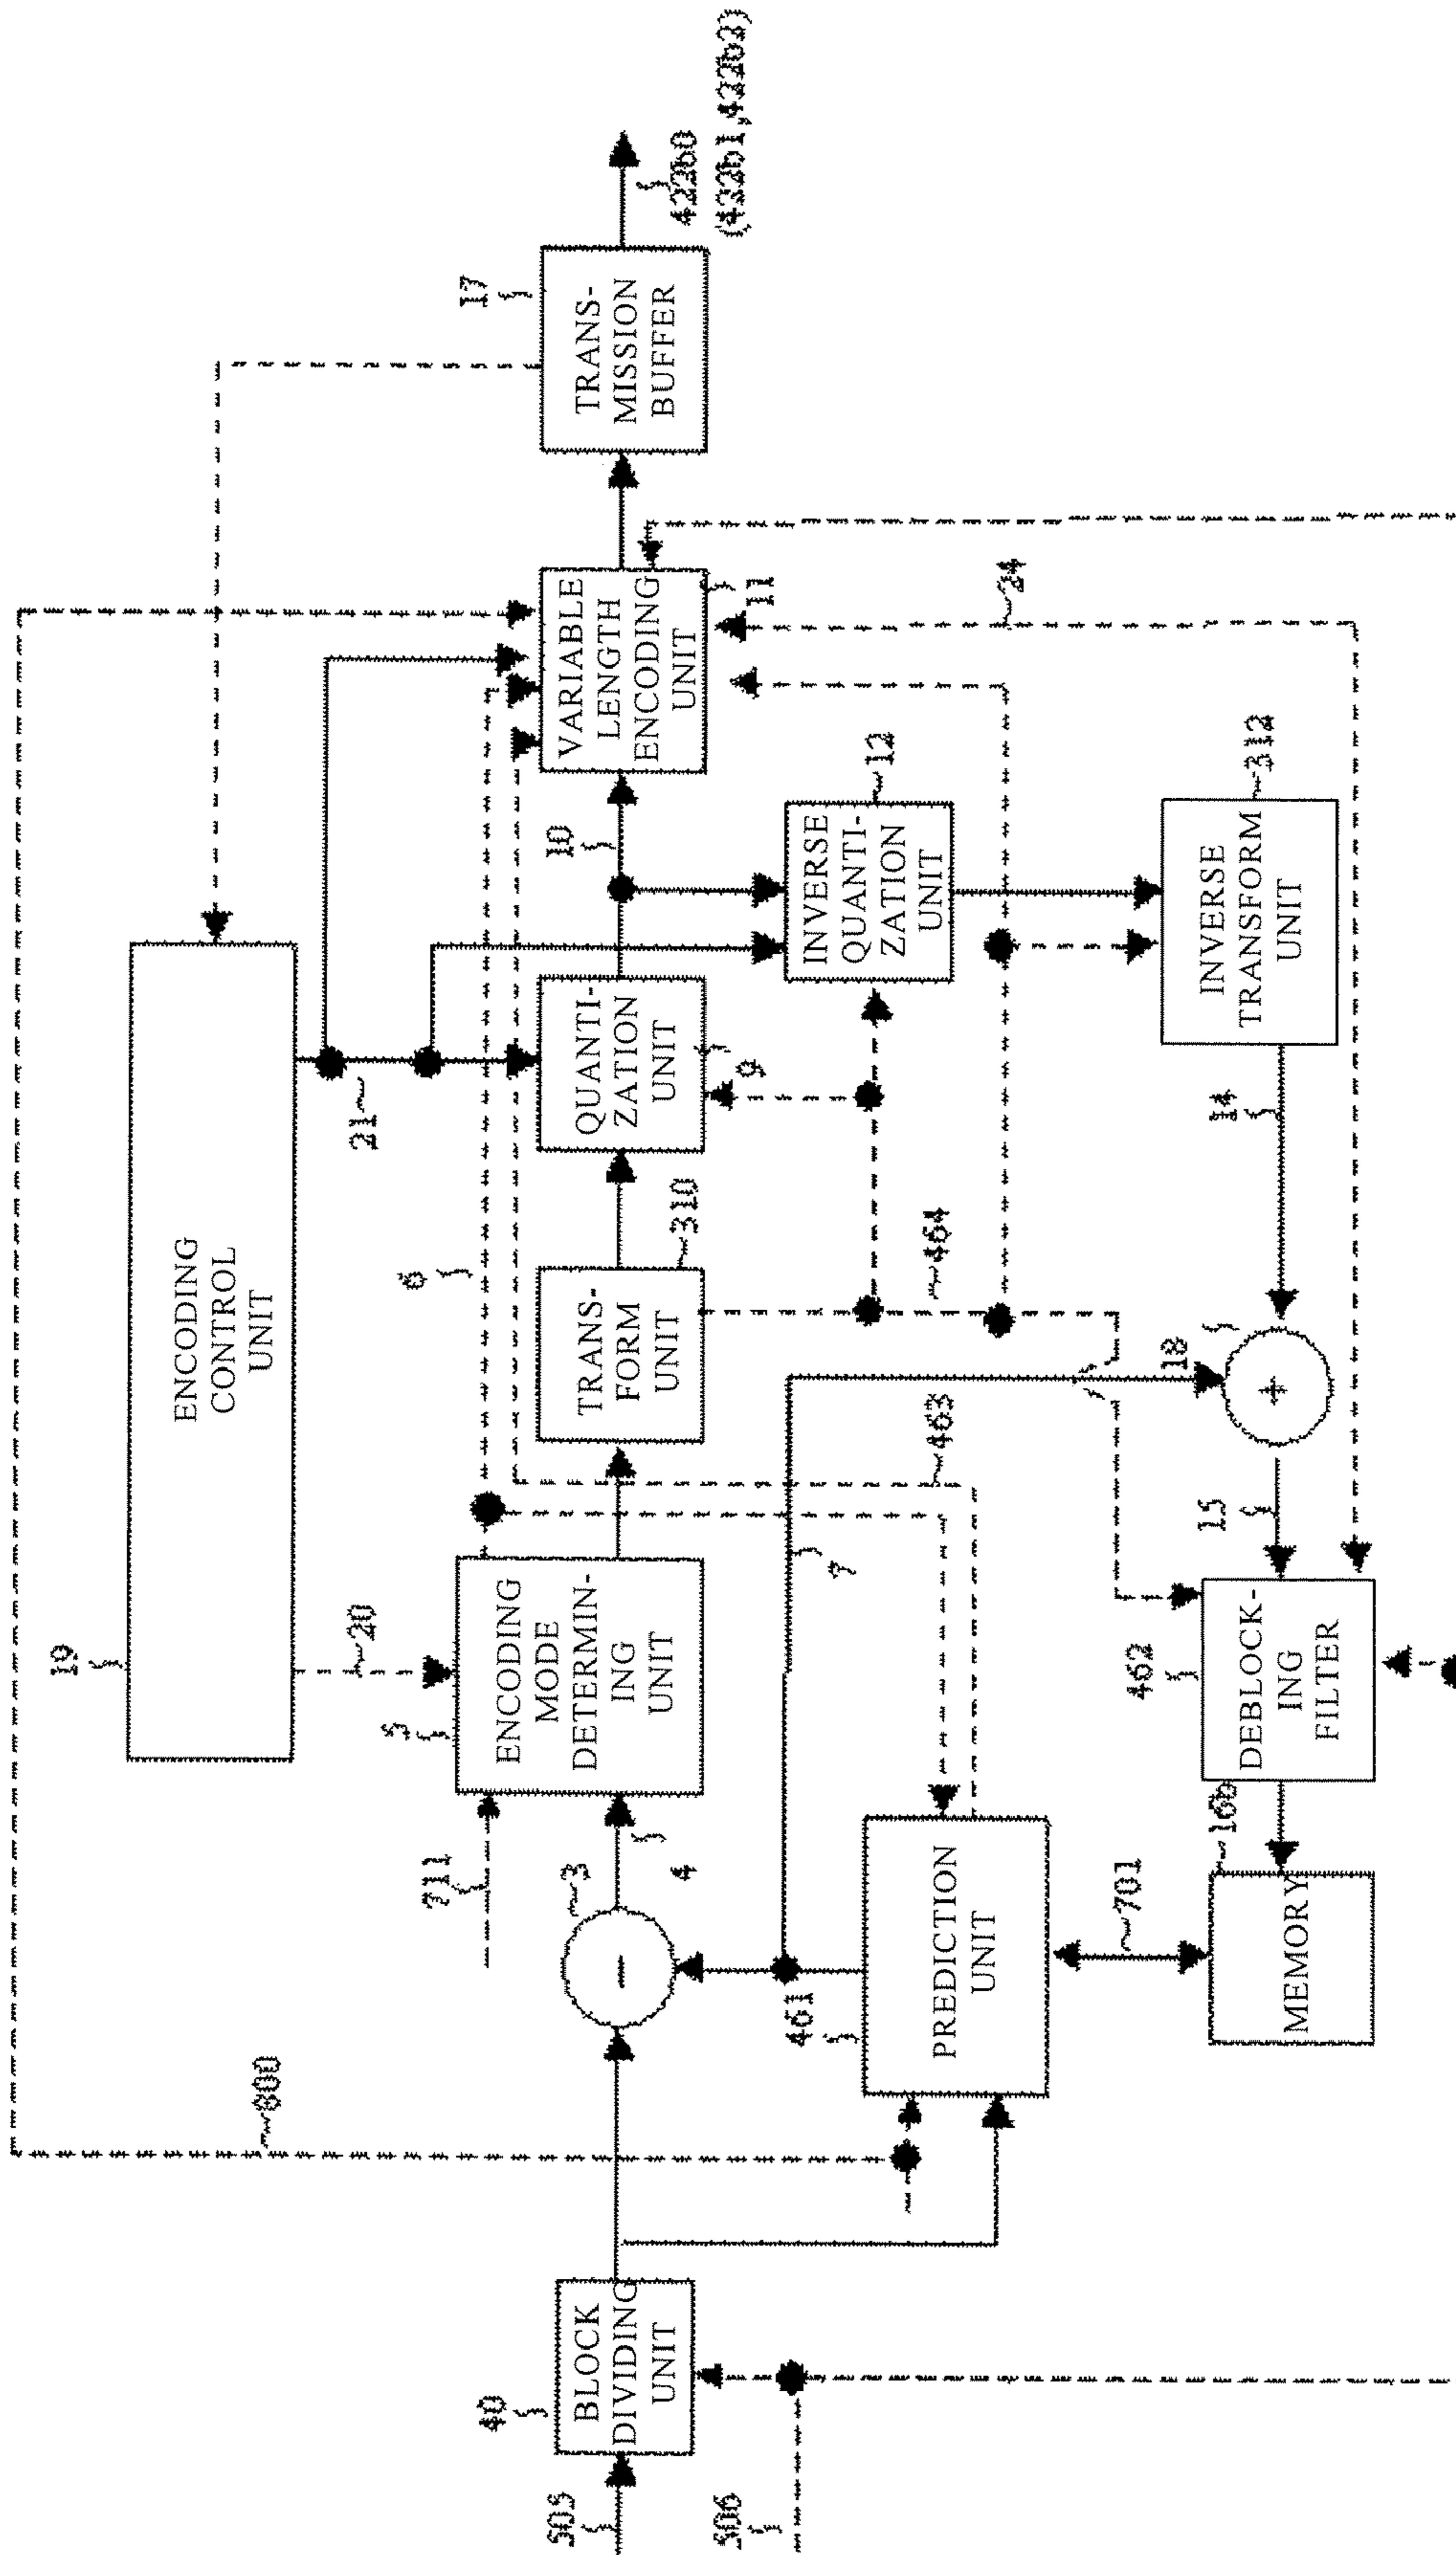 19
ENCODING
CONTROL
UNIT
800
20
21
6
17
TRANS-
MISSION
BUFFER
422b0
(422b1,422b2)
505
506
40
BLOCK
DIVIDING
UNIT
3
4
711
5
ENCODING
MODE
DETERMIN-
ING
UNIT
TRANS-
FORM
UNIT
310
QUANTI-
ZATION
UNIT
9
10
VARIABLE
LENGTH
ENCODING
UNIT
11
24
INVERSE
QUANTI-
ZATION
UNIT
12
INVERSE
TRANSFORM
UNIT
312
461
PREDICTION
UNIT
7
463
464
14
18
+
15
462
DEBLOCK-
ING
FILTER
701
MEMORY